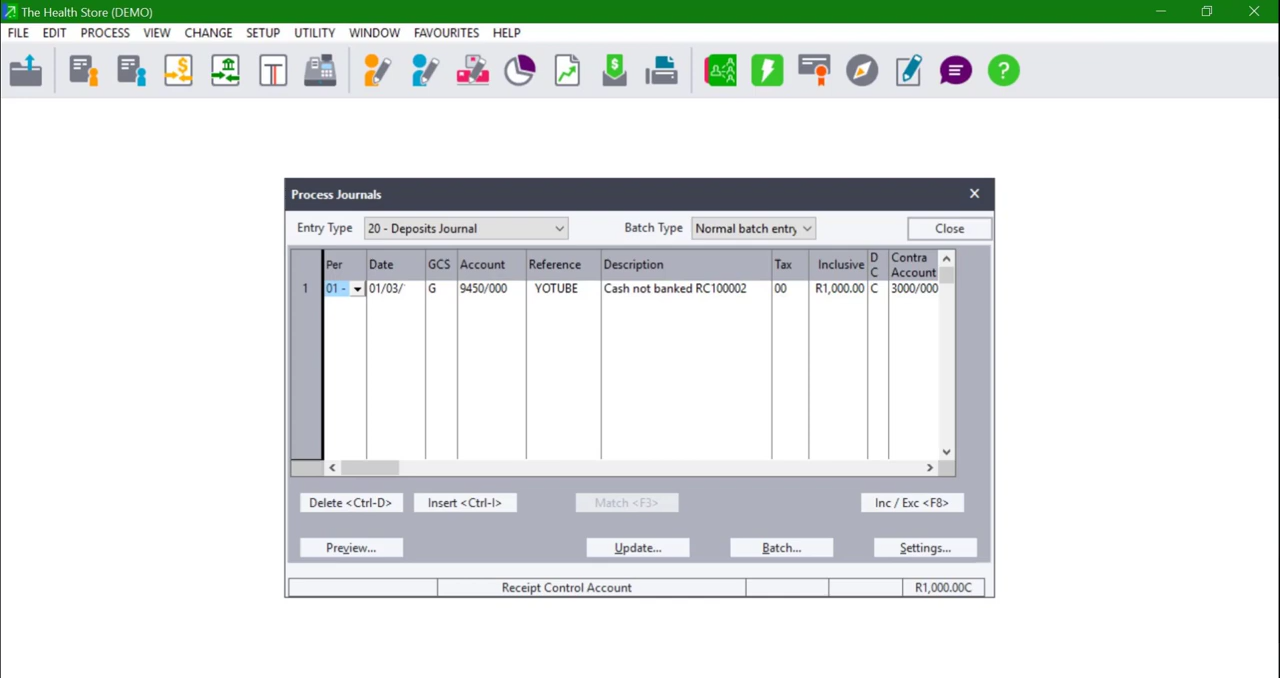 The Health Store (DEMO)
FILE EDIT PROCESS VIEW CHANGE SETUP UTILITY WINDOW FAVOURITES HELP
Process Journals
Entry Type 20 - Deposits Journal Batch Type Normal batch entry Close
Per Date GCS Account Reference Description Tax Inclusive D C Contra Account
1 01 - 01/03/ G 9450/000 YOTUBE Cash not banked RC100002 00 R1,000.00 C 3000/000
Delete <Ctrl-D> Insert <Ctrl-I> Match <F3> Inc / Exc <F8>
Preview... Update... Batch... Settings...
Receipt Control Account R1,000.00C